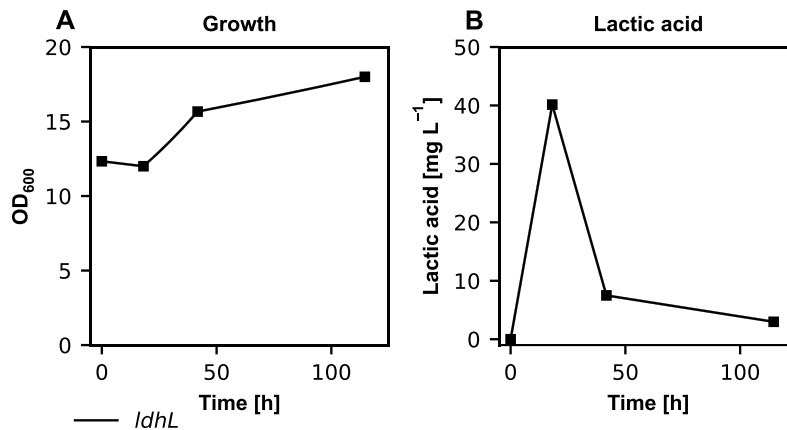 A
Growth
20
15
10
5
0
OD600
0 50 100
Time [h]
ldhL
B
Lactic acid
50
40
30
20
10
0
Lactic acid [mg L−1]
0 50 100
Time [h]